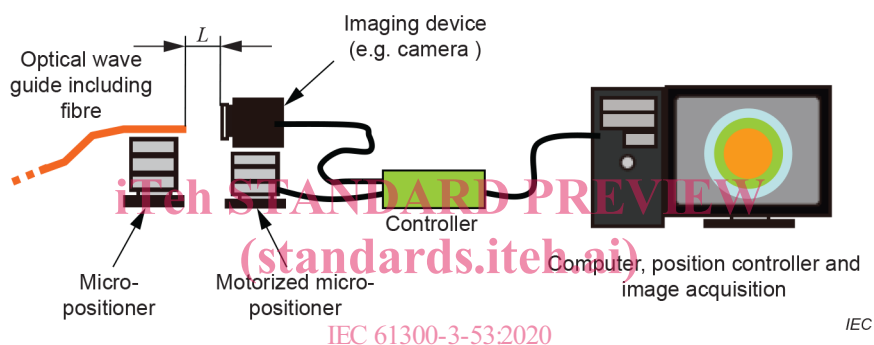 L
Imaging device
(e.g. camera )
Optical wave
guide including
fibre
iTeh STANDARD PREVIEW
Controller
(standards.iteh.ai)
Micro-
positioner
Motorized micro-
positioner
Computer, position controller and
image acquisition
IEC
IEC 61300-3-53:2020